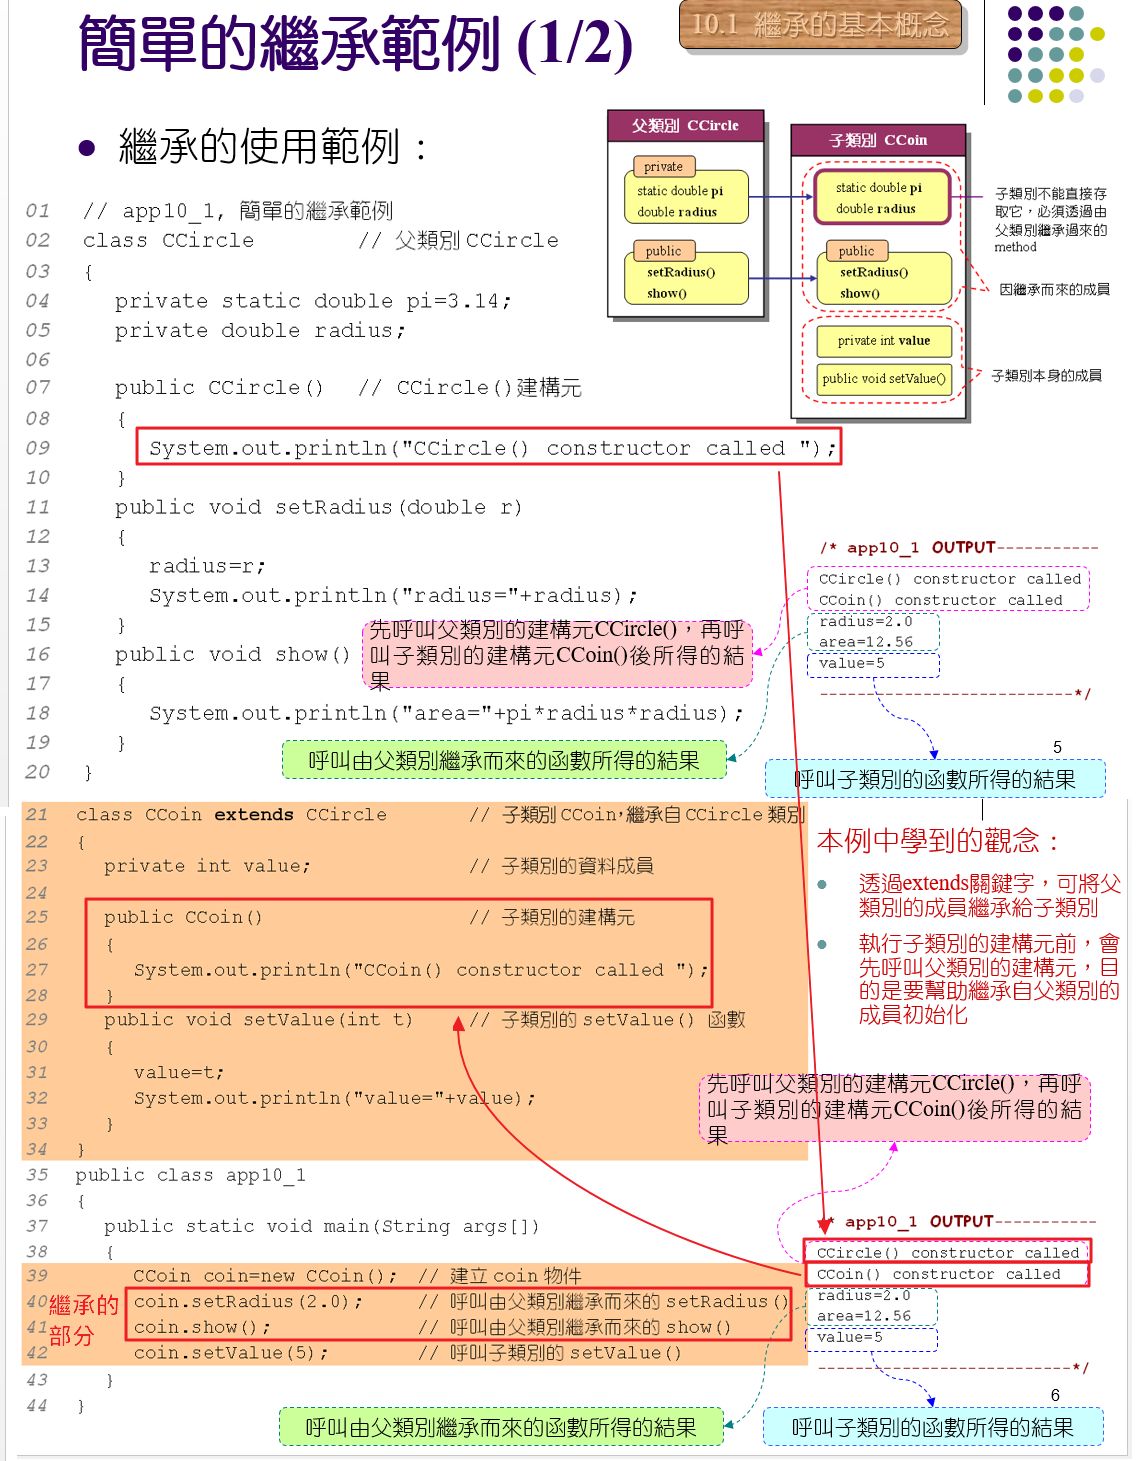 簡單的繼承範例 (1/2)
10.1 繼承的基本概念
• 繼承的使用範例：
父類別 CCircle
private
static double pi
double radius
public
setRadius()
show()
子類別 CCoin
static double pi
double radius
public
setRadius()
show()
private int value
public void setValue()
子類別不能直接存
取它，必須透過由
父類別繼承過來的
method
因繼承而來的成員
子類別本身的成員
01 // app10_1, 簡單的繼承範例
02 class CCircle // 父類別 CCircle
03 {
04 private static double pi=3.14;
05 private double radius;
06
07 public CCircle() // CCircle()建構元
08 {
09 System.out.println("CCircle() constructor called ");
10 }
11 public void setRadius(double r)
12 {
13 radius=r;
14 System.out.println("radius="+radius);
15 }
16 public void show()
17 {
18 System.out.println("area="+pi*radius*radius);
19 }
20 }
先呼叫父類別的建構元CCircle()，再呼
叫子類別的建構元CCoin()後所得的結
果
/* app10_1 OUTPUT-----------
CCircle() constructor called
CCoin() constructor called
radius=2.0
area=12.56
value=5
--------------------------*/
呼叫由父類別繼承而來的函數所得的結果
5
呼叫子類別的函數所得的結果
21 class CCoin extends CCircle // 子類別 CCoin,繼承自 CCircle 類別
22 {
23 private int value; // 子類別的資料成員
24
25 public CCoin() // 子類別的建構元
26 {
27 System.out.println("CCoin() constructor called ");
28 }
29 public void setValue(int t) // 子類別的 setValue() 函數
30 {
31 value=t;
32 System.out.println("value="+value);
33 }
34 }
35 public class app10_1
36 {
37 public static void main(String args[])
38 {
39 CCoin coin=new CCoin(); // 建立 coin 物件
40 coin.setRadius(2.0); // 呼叫由父類別繼承而來的 setRadius()
41 coin.show(); // 呼叫由父類別繼承而來的 show()
42 coin.setValue(5); // 呼叫子類別的 setValue()
43 }
44 }
繼承的
部分
本例中學到的觀念：
● 透過extends關鍵字，可將父
類別的成員繼承給子類別
● 執行子類別的建構元前，會
先呼叫父類別的建構元，目
的是要幫助繼承自父類別的
成員初始化
先呼叫父類別的建構元CCircle()，再呼
叫子類別的建構元CCoin()後所得的結
果
* app10_1 OUTPUT-----------
CCircle() constructor called
CCoin() constructor called
radius=2.0
area=12.56
value=5
--------------------------*/
6
呼叫由父類別繼承而來的函數所得的結果
呼叫子類別的函數所得的結果